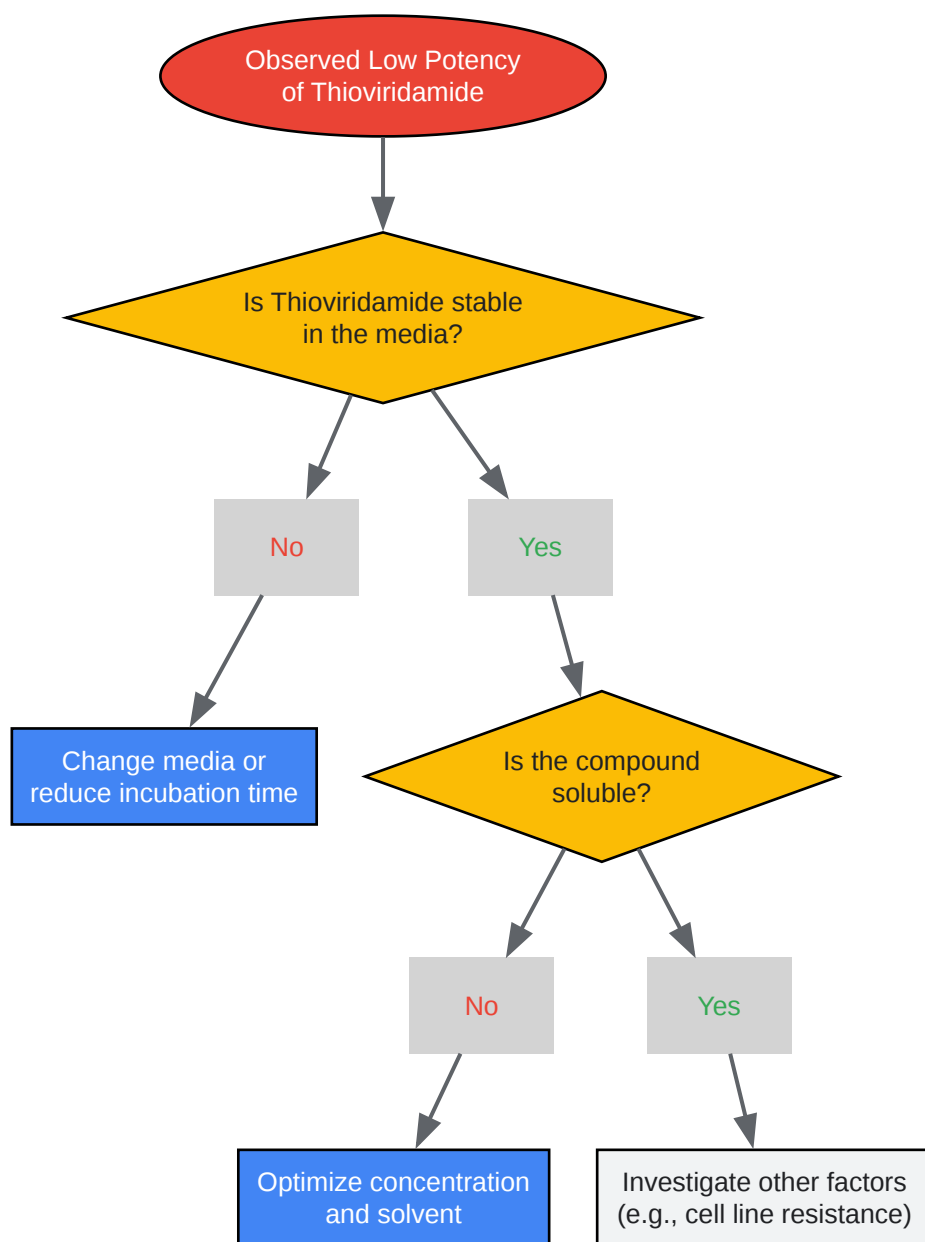 Observed Low Potency
of Thioviridamide
Is Thioviridamide stable
in the media?
No
Yes
Change media or
reduce incubation time
Is the compound
soluble?
No
Yes
Optimize concentration
and solvent
Investigate other factors
(e.g., cell line resistance)